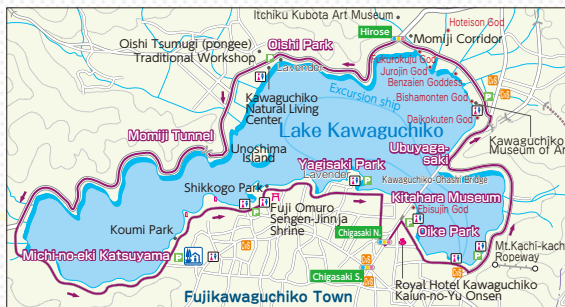 Itchiku Kubota Art Museum
Hoteison God
Hirose
Momiji Corridor
Oishi Tsumugi (pongee)
Traditional Workshop
Oishi Park
Lavender
Fukurokuju God
Jurojin God
Benzaien Goddess
Bishamonten God
Daikokuten God
Excursion ship
Kawaguchiko
Natural Living
Center
Lake Kawaguchiko
Kawaguchiko
Museum of Ar
Momiji Tunnel
Unoshima
Island
Ubuyaga-
saki
Yagisaki Park
Lavender
Kawaguchiko-Ohashi Bridge
Shikkogo Park
Kitahara Museum
Ebisujin God
Fuji Omuro
Sengen-Jinnja
Shrine
Koumi Park
Chigasaki N.
Oike Park
Michi-no-eki Katsuyama
Mt.Kachi-kach
Ropeway
Chigasaki S.
Royal Hotel Kawaguchiko
Kaiun-no-Yu Onsen
Fujikawaguchiko Town